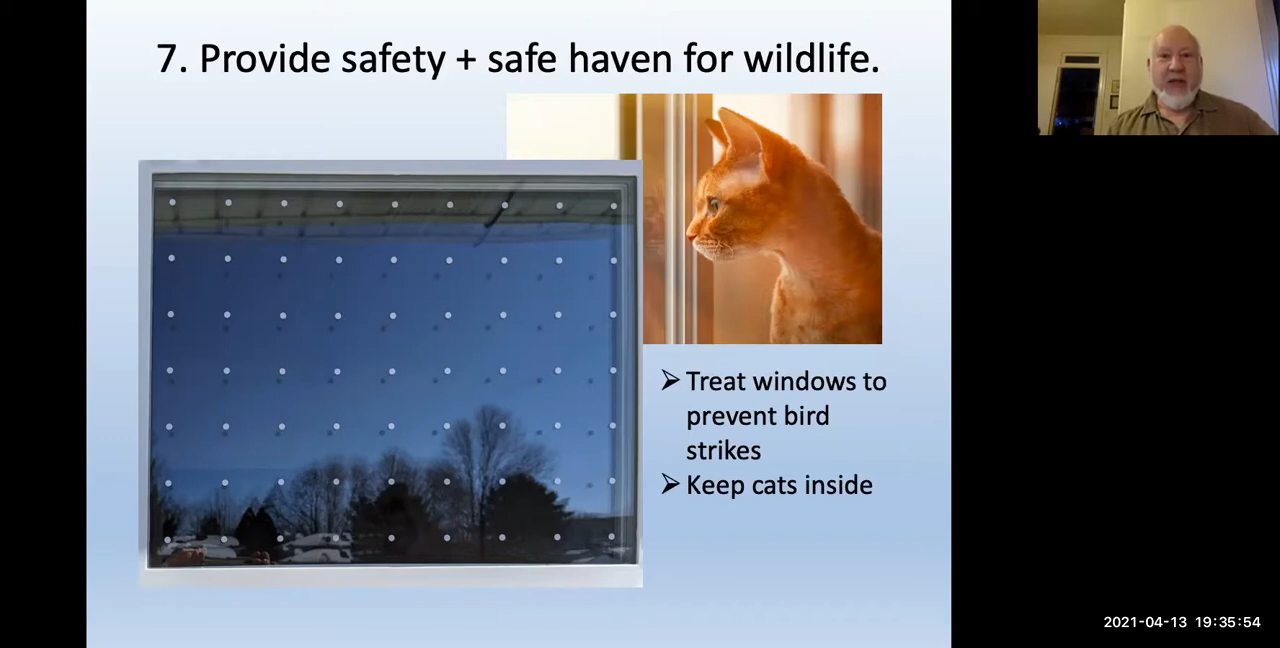 7. Provide safety + safe haven for wildlife.
➢ Treat windows to
prevent bird
strikes
➢ Keep cats inside
2021-04-13 19:35:54